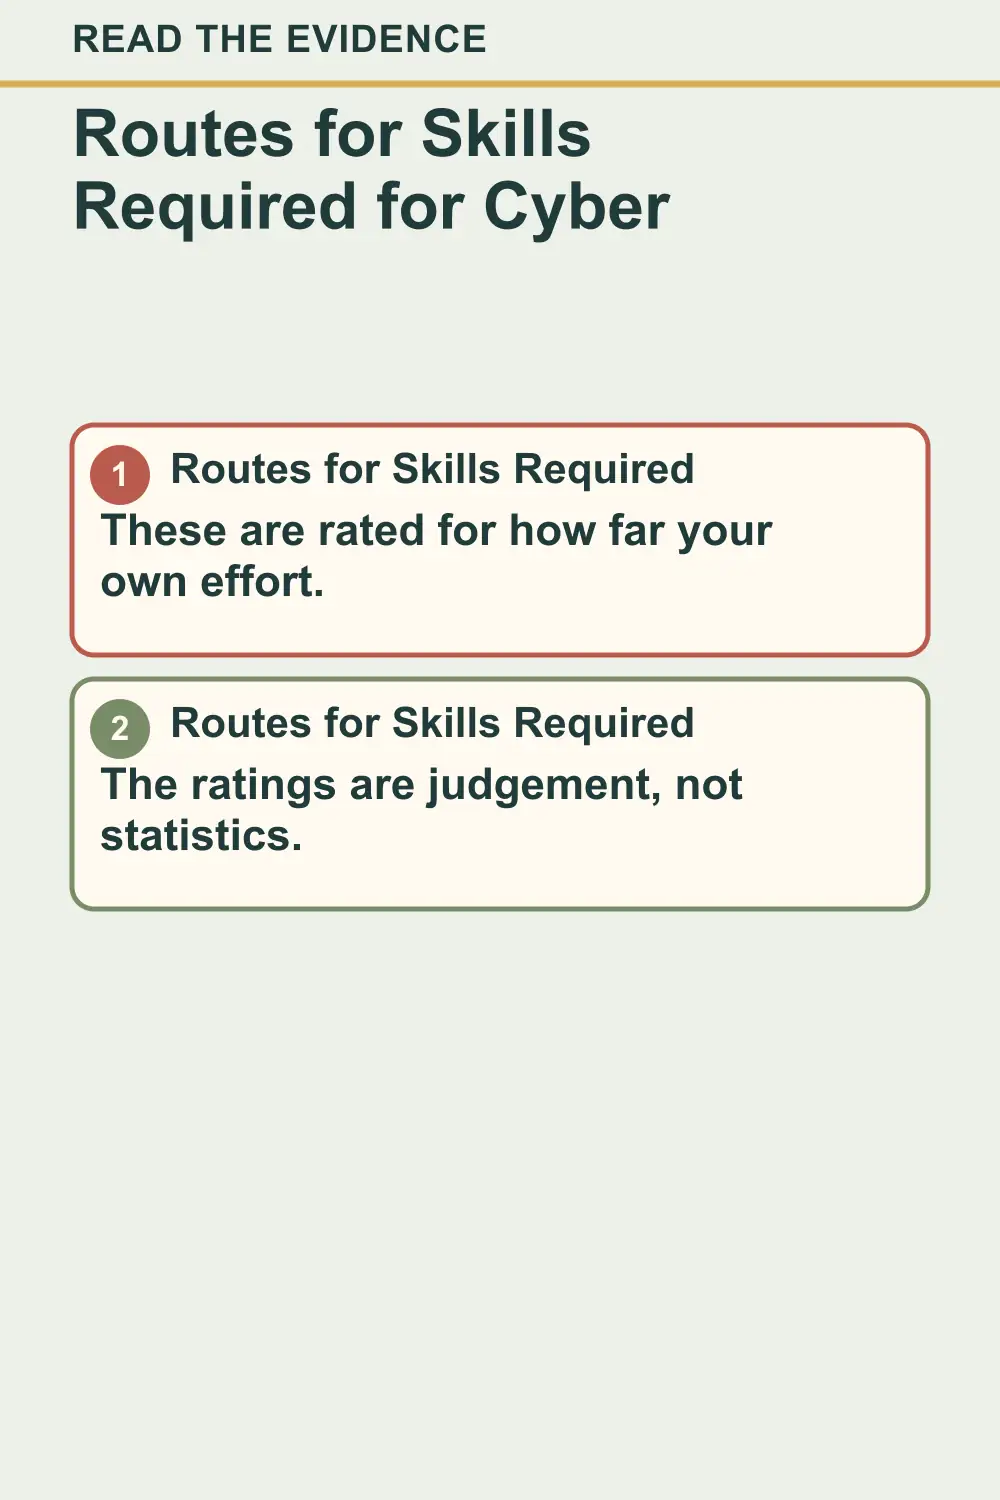 READ THE EVIDENCE
Routes for Skills
Required for Cyber
1 Routes for Skills Required
These are rated for how far your
own effort.
2 Routes for Skills Required
The ratings are judgement, not
statistics.